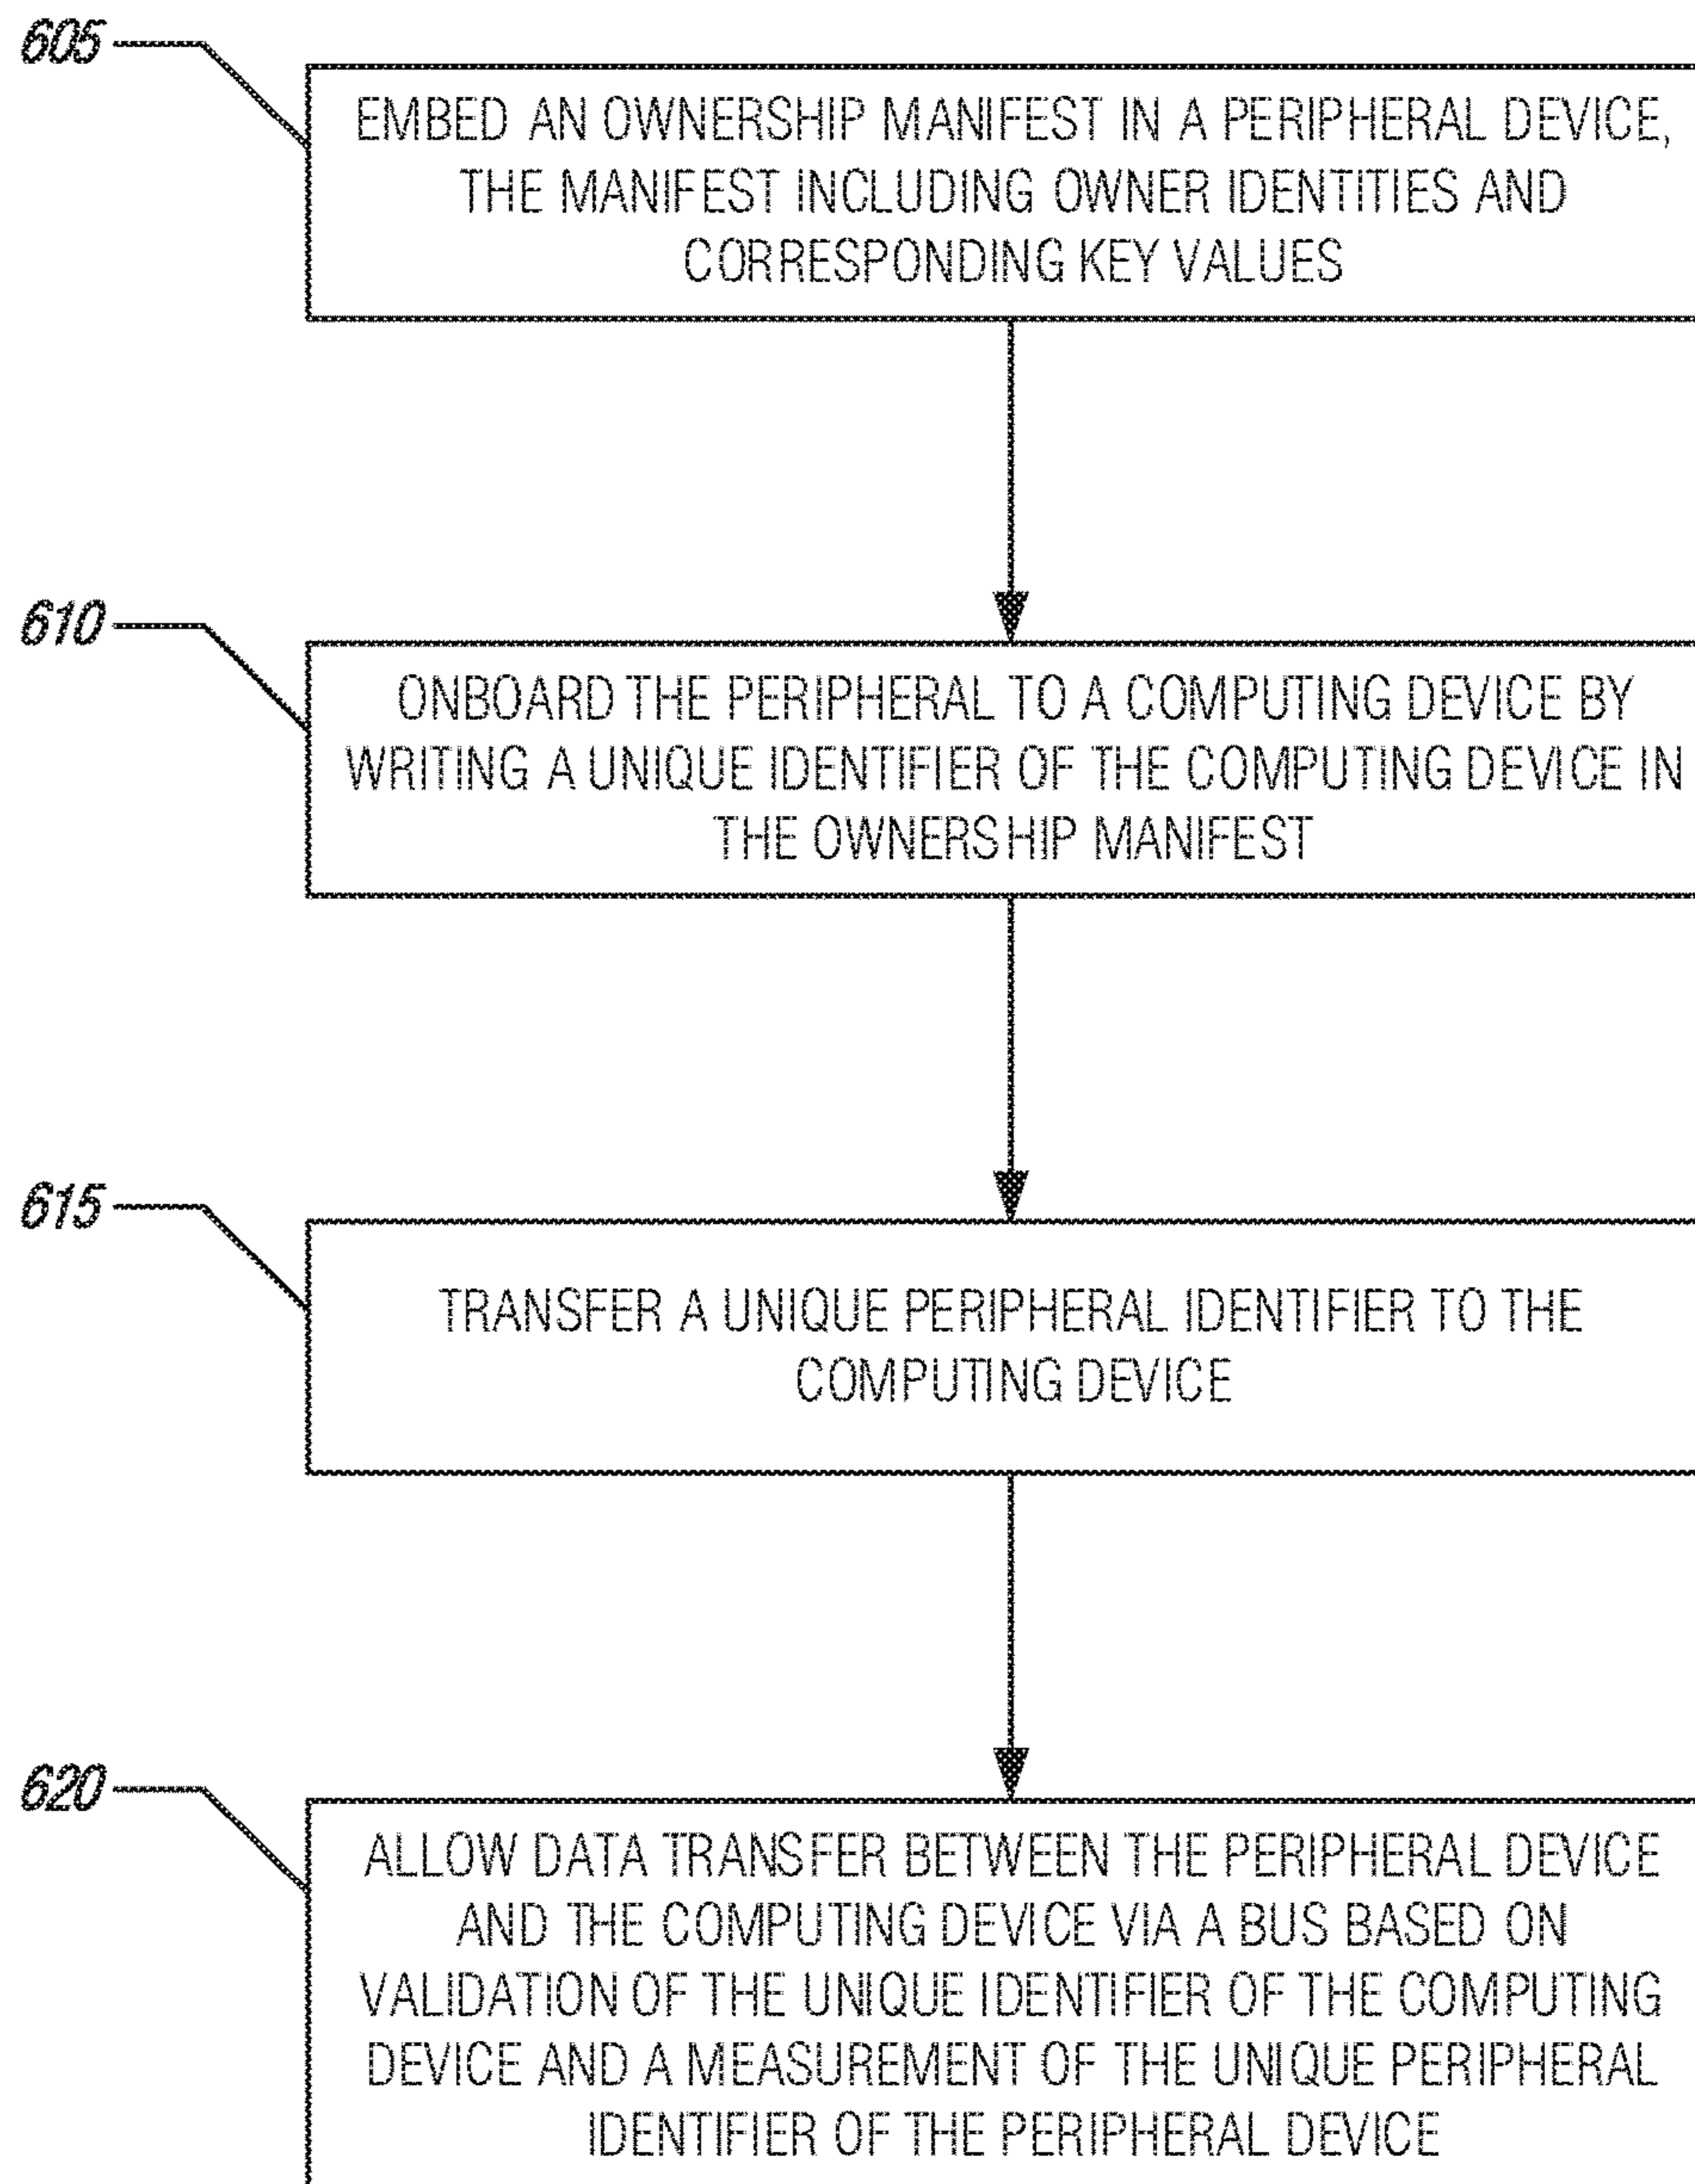 605
EMBED AN OWNERSHIP MANIFEST IN A PERIPHERAL DEVICE,
THE MANIFEST INCLUDING OWNER IDENTITIES AND
CORRESPONDING KEY VALUES
610
ONBOARD THE PERIPHERAL TO A COMPUTING DEVICE BY
WRITING A UNIQUE IDENTIFIER OF THE COMPUTING DEVICE IN
THE OWNERSHIP MANIFEST
615
TRANSFER A UNIQUE PERIPHERAL IDENTIFIER TO THE
COMPUTING DEVICE
620
ALLOW DATA TRANSFER BETWEEN THE PERIPHERAL DEVICE
AND THE COMPUTING DEVICE VIA A BUS BASED ON
VALIDATION OF THE UNIQUE IDENTIFIER OF THE COMPUTING
DEVICE AND A MEASUREMENT OF THE UNIQUE PERIPHERAL
IDENTIFIER OF THE PERIPHERAL DEVICE